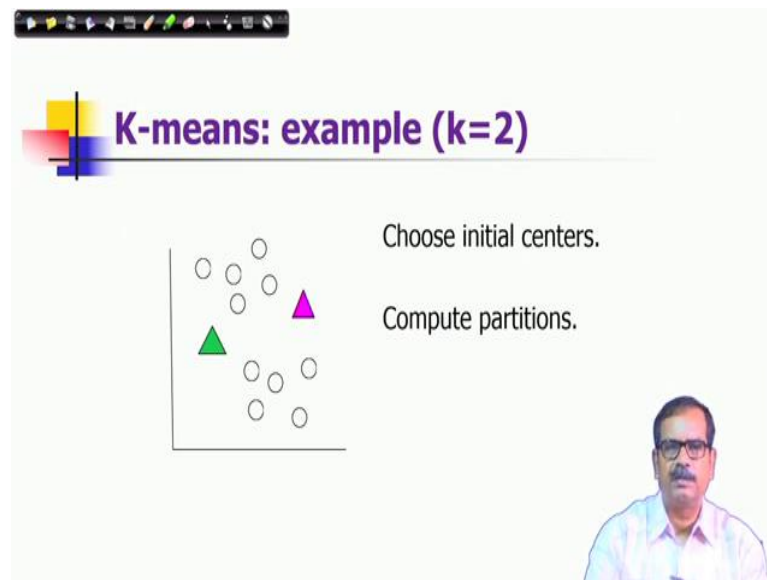 K-means: example (k=2)
Choose initial centers.
Compute partitions.